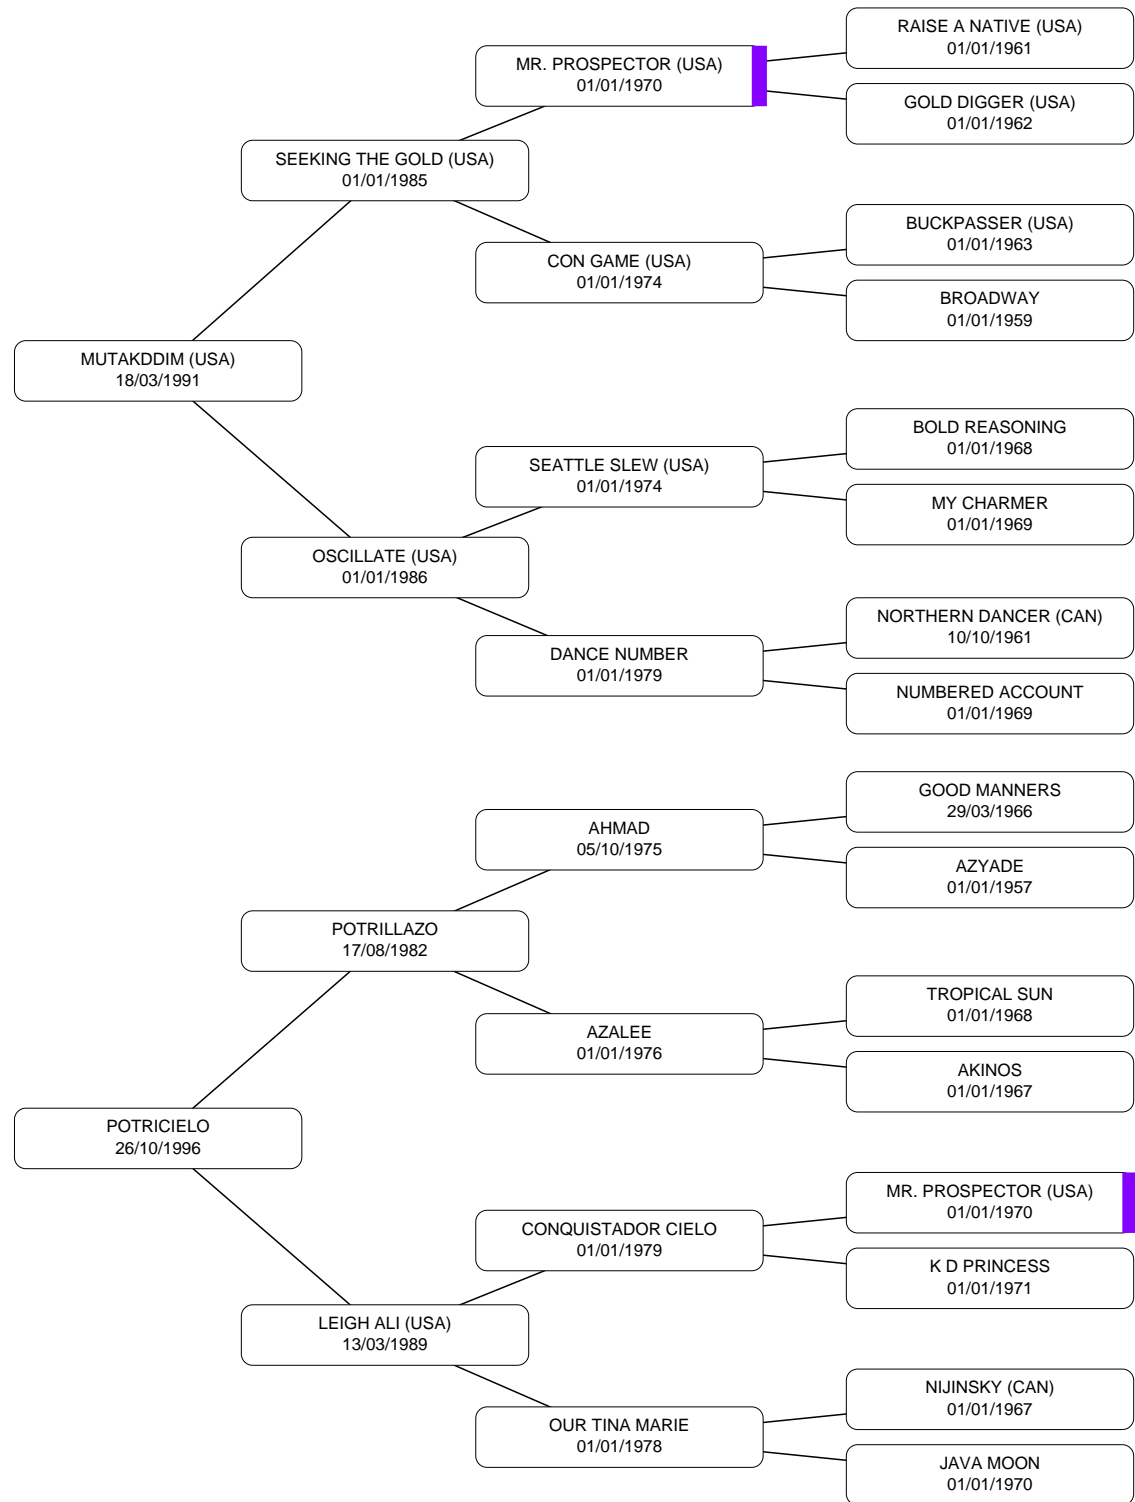 RAISE A NATIVE (USA)
01/01/1961
MR. PROSPECTOR (USA)
01/01/1970
GOLD DIGGER (USA)
01/01/1962
SEEKING THE GOLD (USA)
01/01/1985
BUCKPASSER (USA)
01/01/1963
CON GAME (USA)
01/01/1974
BROADWAY
01/01/1959
MUTAKDDIM (USA)
18/03/1991
BOLD REASONING
01/01/1968
SEATTLE SLEW (USA)
01/01/1974
MY CHARMER
01/01/1969
OSCILLATE (USA)
01/01/1986
NORTHERN DANCER (CAN)
10/10/1961
DANCE NUMBER
01/01/1979
NUMBERED ACCOUNT
01/01/1969
GOOD MANNERS
29/03/1966
AHMAD
05/10/1975
AZYADE
01/01/1957
POTRILLAZO
17/08/1982
TROPICAL SUN
01/01/1968
AZALEE
01/01/1976
AKINOS
01/01/1967
POTRICIELO
26/10/1996
MR. PROSPECTOR (USA)
01/01/1970
CONQUISTADOR CIELO
01/01/1979
K D PRINCESS
01/01/1971
LEIGH ALI (USA)
13/03/1989
NIJINSKY (CAN)
01/01/1967
OUR TINA MARIE
01/01/1978
JAVA MOON
01/01/1970